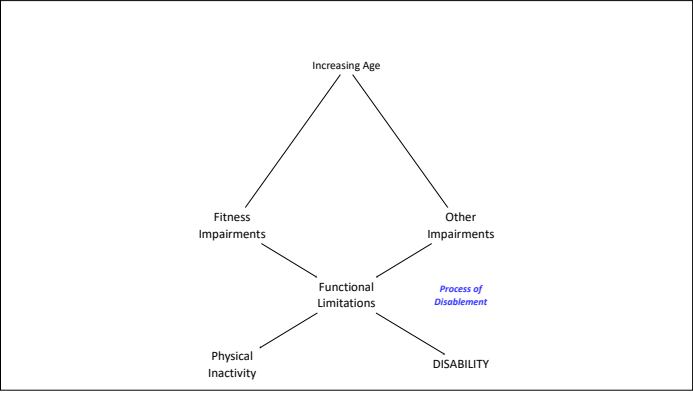 Increasing Age
Fitness
Impairments
Other
Impairments
Functional
Limitations
Process of
Disablement
Physical
Inactivity
DISABILITY